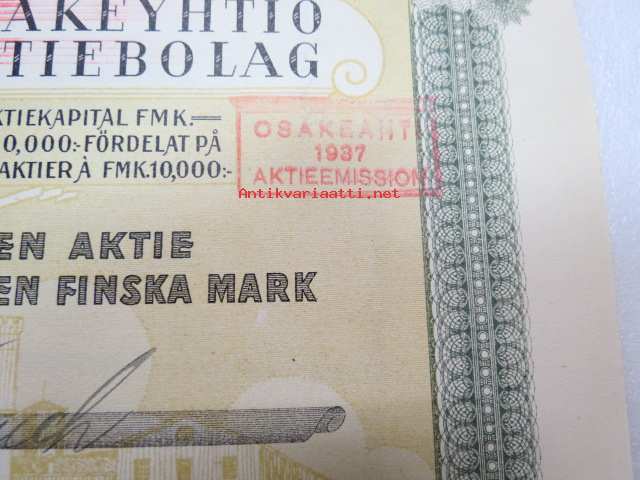 AKEYHTIÖ
TIEBOLAG
KTIEKAPITAL FMK.—
0,000:- FÖRDELAT PÅ
AKTIER À FMK.10,000:-
OSAKEANTI
1937
AKTIEEMISSION
Antikvariaatti.net
EN AKTIE
EN FINSKA MARK